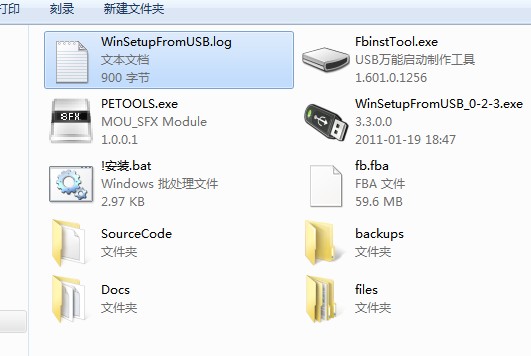 打印 刻录 新建文件夹
WinSetupFromUSB.log
文本文档
900 字节
FbinstTool.exe
USB万能启动制作工具
1.601.0.1256
SFX
PETOOLS.exe
MOU_SFX Module
1.0.0.1
WinSetupFromUSB_0-2-3.exe
3.3.0.0
2011-01-19 18:47
!安装.bat
Windows 批处理文件
2.97 KB
fb.fba
FBA 文件
59.6 MB
SourceCode
文件夹
backups
文件夹
Docs
文件夹
files
文件夹